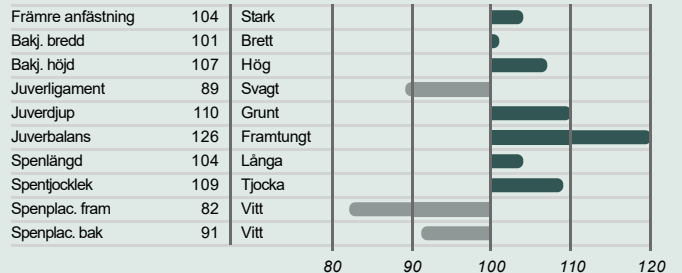 Främre anfästning 104 Stark
Bakj. bredd 101 Brett
Bakj. höjd 107 Hög
Juverligament 89 Svagt
Juverdjup 110 Grunt
Juverbalans 126 Framtungt
Spenlängd 104 Långa
Spentjocklek 109 Tjocka
Spenplac. fram 82 Vitt
Spenplac. bak 91 Vitt
80 90 100 110 120